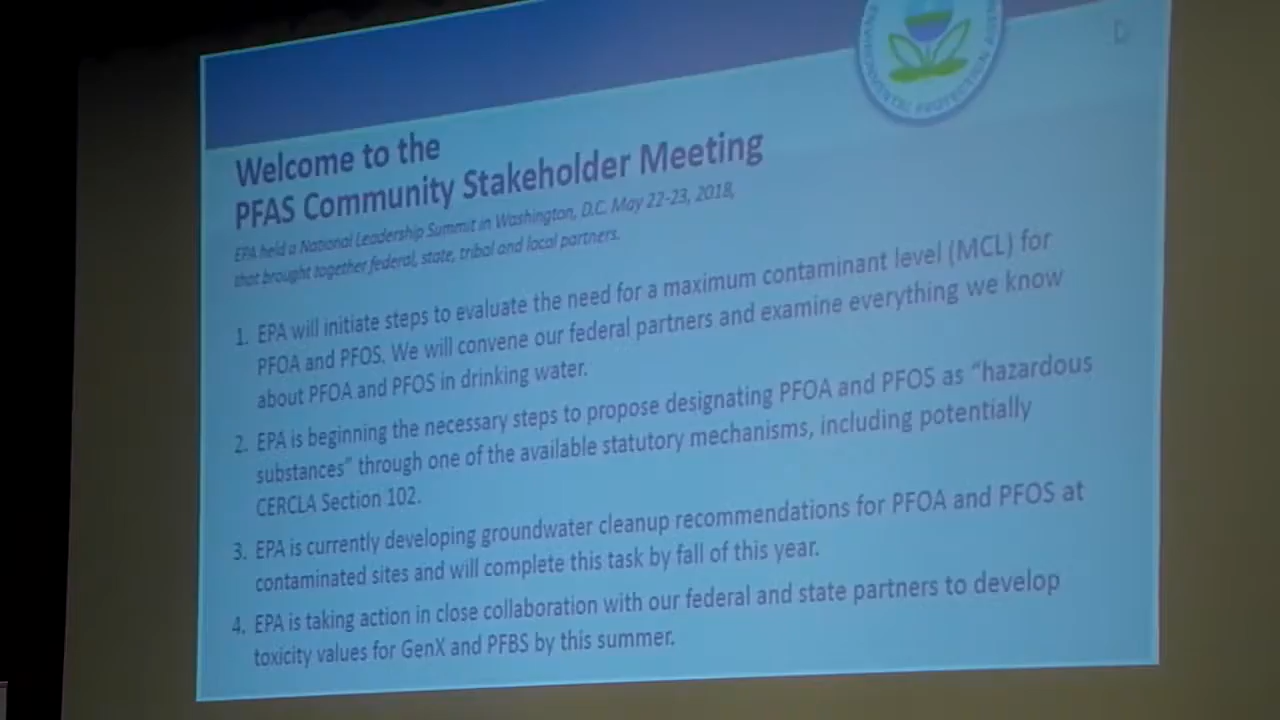 ENVIRONMENTAL PROTECTION
Welcome to the
PFAS Community Stakeholder Meeting
EPA held a National Leadership Summit in Washington, D.C. May 22-23, 2018,
that brought together federal, state, tribal and local partners.
1. EPA will initiate steps to evaluate the need for a maximum contaminant level (MCL) for
PFOA and PFOS. We will convene our federal partners and examine everything we know
about PFOA and PFOS in drinking water.
2. EPA is beginning the necessary steps to propose designating PFOA and PFOS as "hazardous
substances" through one of the available statutory mechanisms, including potentially
CERCLA Section 102.
3. EPA is currently developing groundwater cleanup recommendations for PFOA and PFOS at
contaminated sites and will complete this task by fall of this year.
4. EPA is taking action in close collaboration with our federal and state partners to develop
toxicity values for GenX and PFBS by this summer.